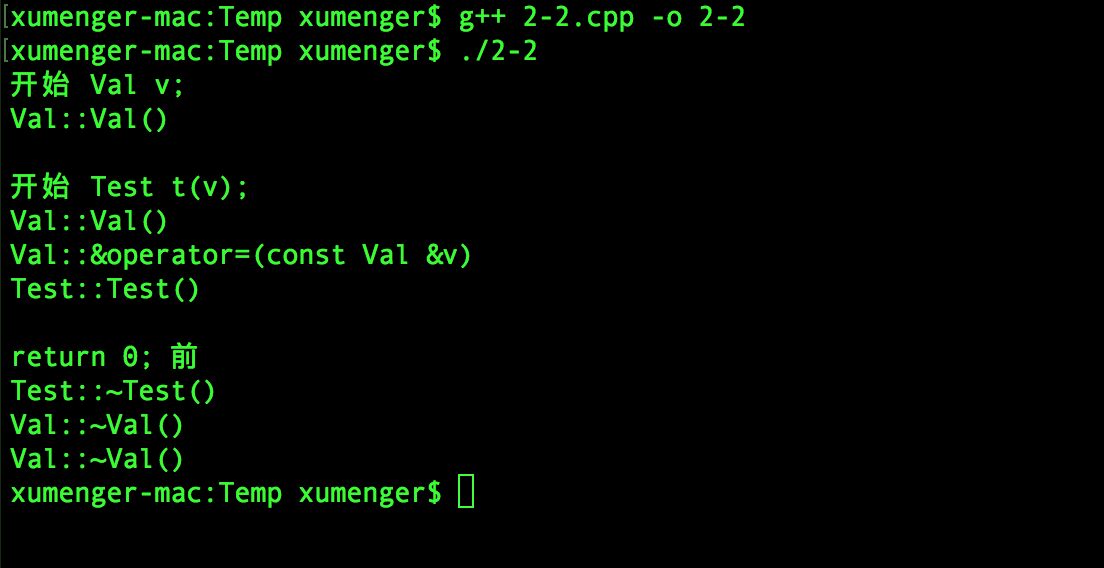 [xumenger-mac:Temp xumenger$ g++ 2-2.cpp -o 2-2
[xumenger-mac:Temp xumenger$ ./2-2
开始 Val v;
Val::Val()
开始 Test t(v);
Val::Val()
Val::&operator=(const Val &v)
Test::Test()
return 0; 前
Test::~Test()
Val::~Val()
Val::~Val()
xumenger-mac:Temp xumenger$